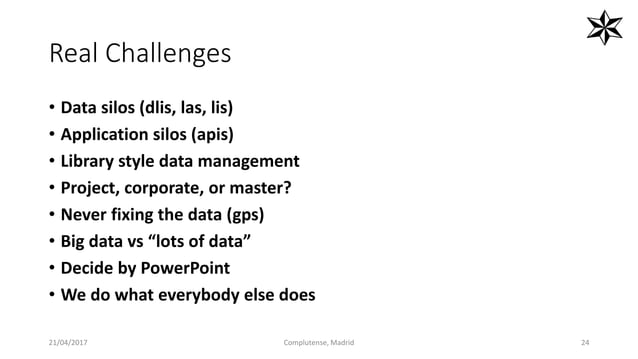 Real Challenges
• Data silos (dlis, las, lis)
• Application silos (apis)
• Library style data management
• Project, corporate, or master?
• Never fixing the data (gps)
• Big data vs “lots of data”
• Decide by PowerPoint
• We do what everybody else does
21/04/2017 Complutense, Madrid 24